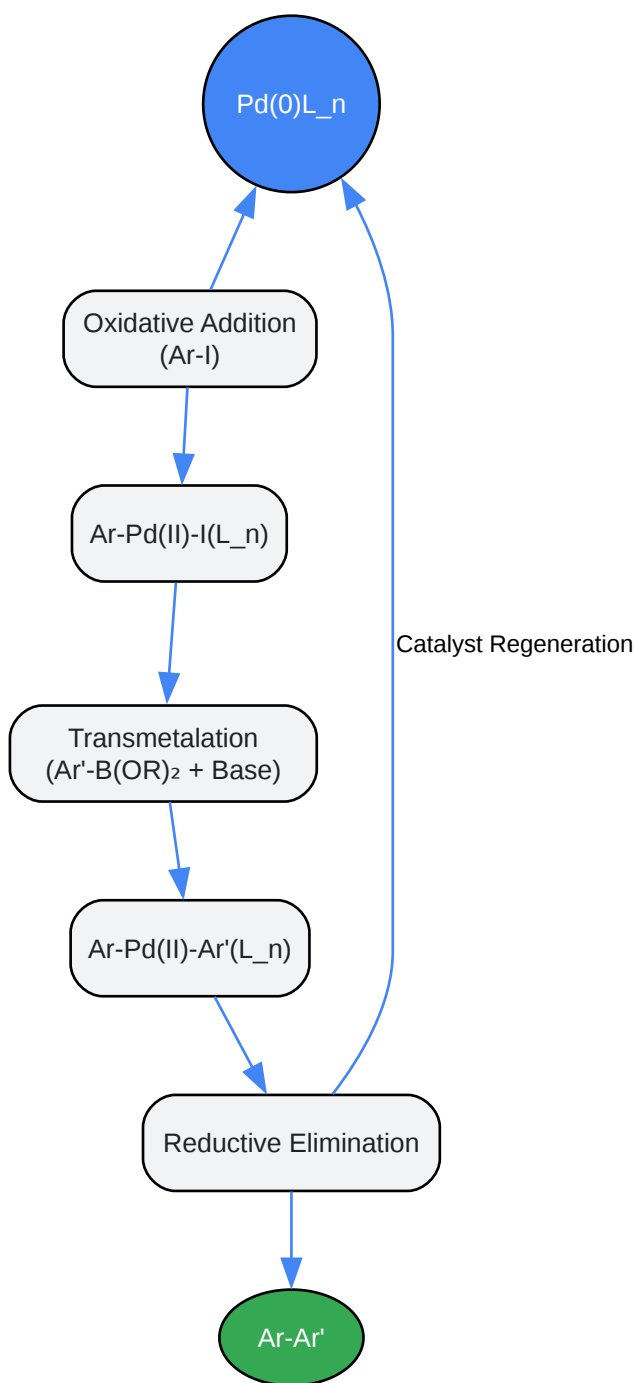 Pd(0)L_n
Oxidative Addition
(Ar-I)
Ar-Pd(II)-I(L_n)
Catalyst Regeneration
Transmetalation
(Ar'-B(OR)₂ + Base)
Ar-Pd(II)-Ar'(L_n)
Reductive Elimination
Ar-Ar'